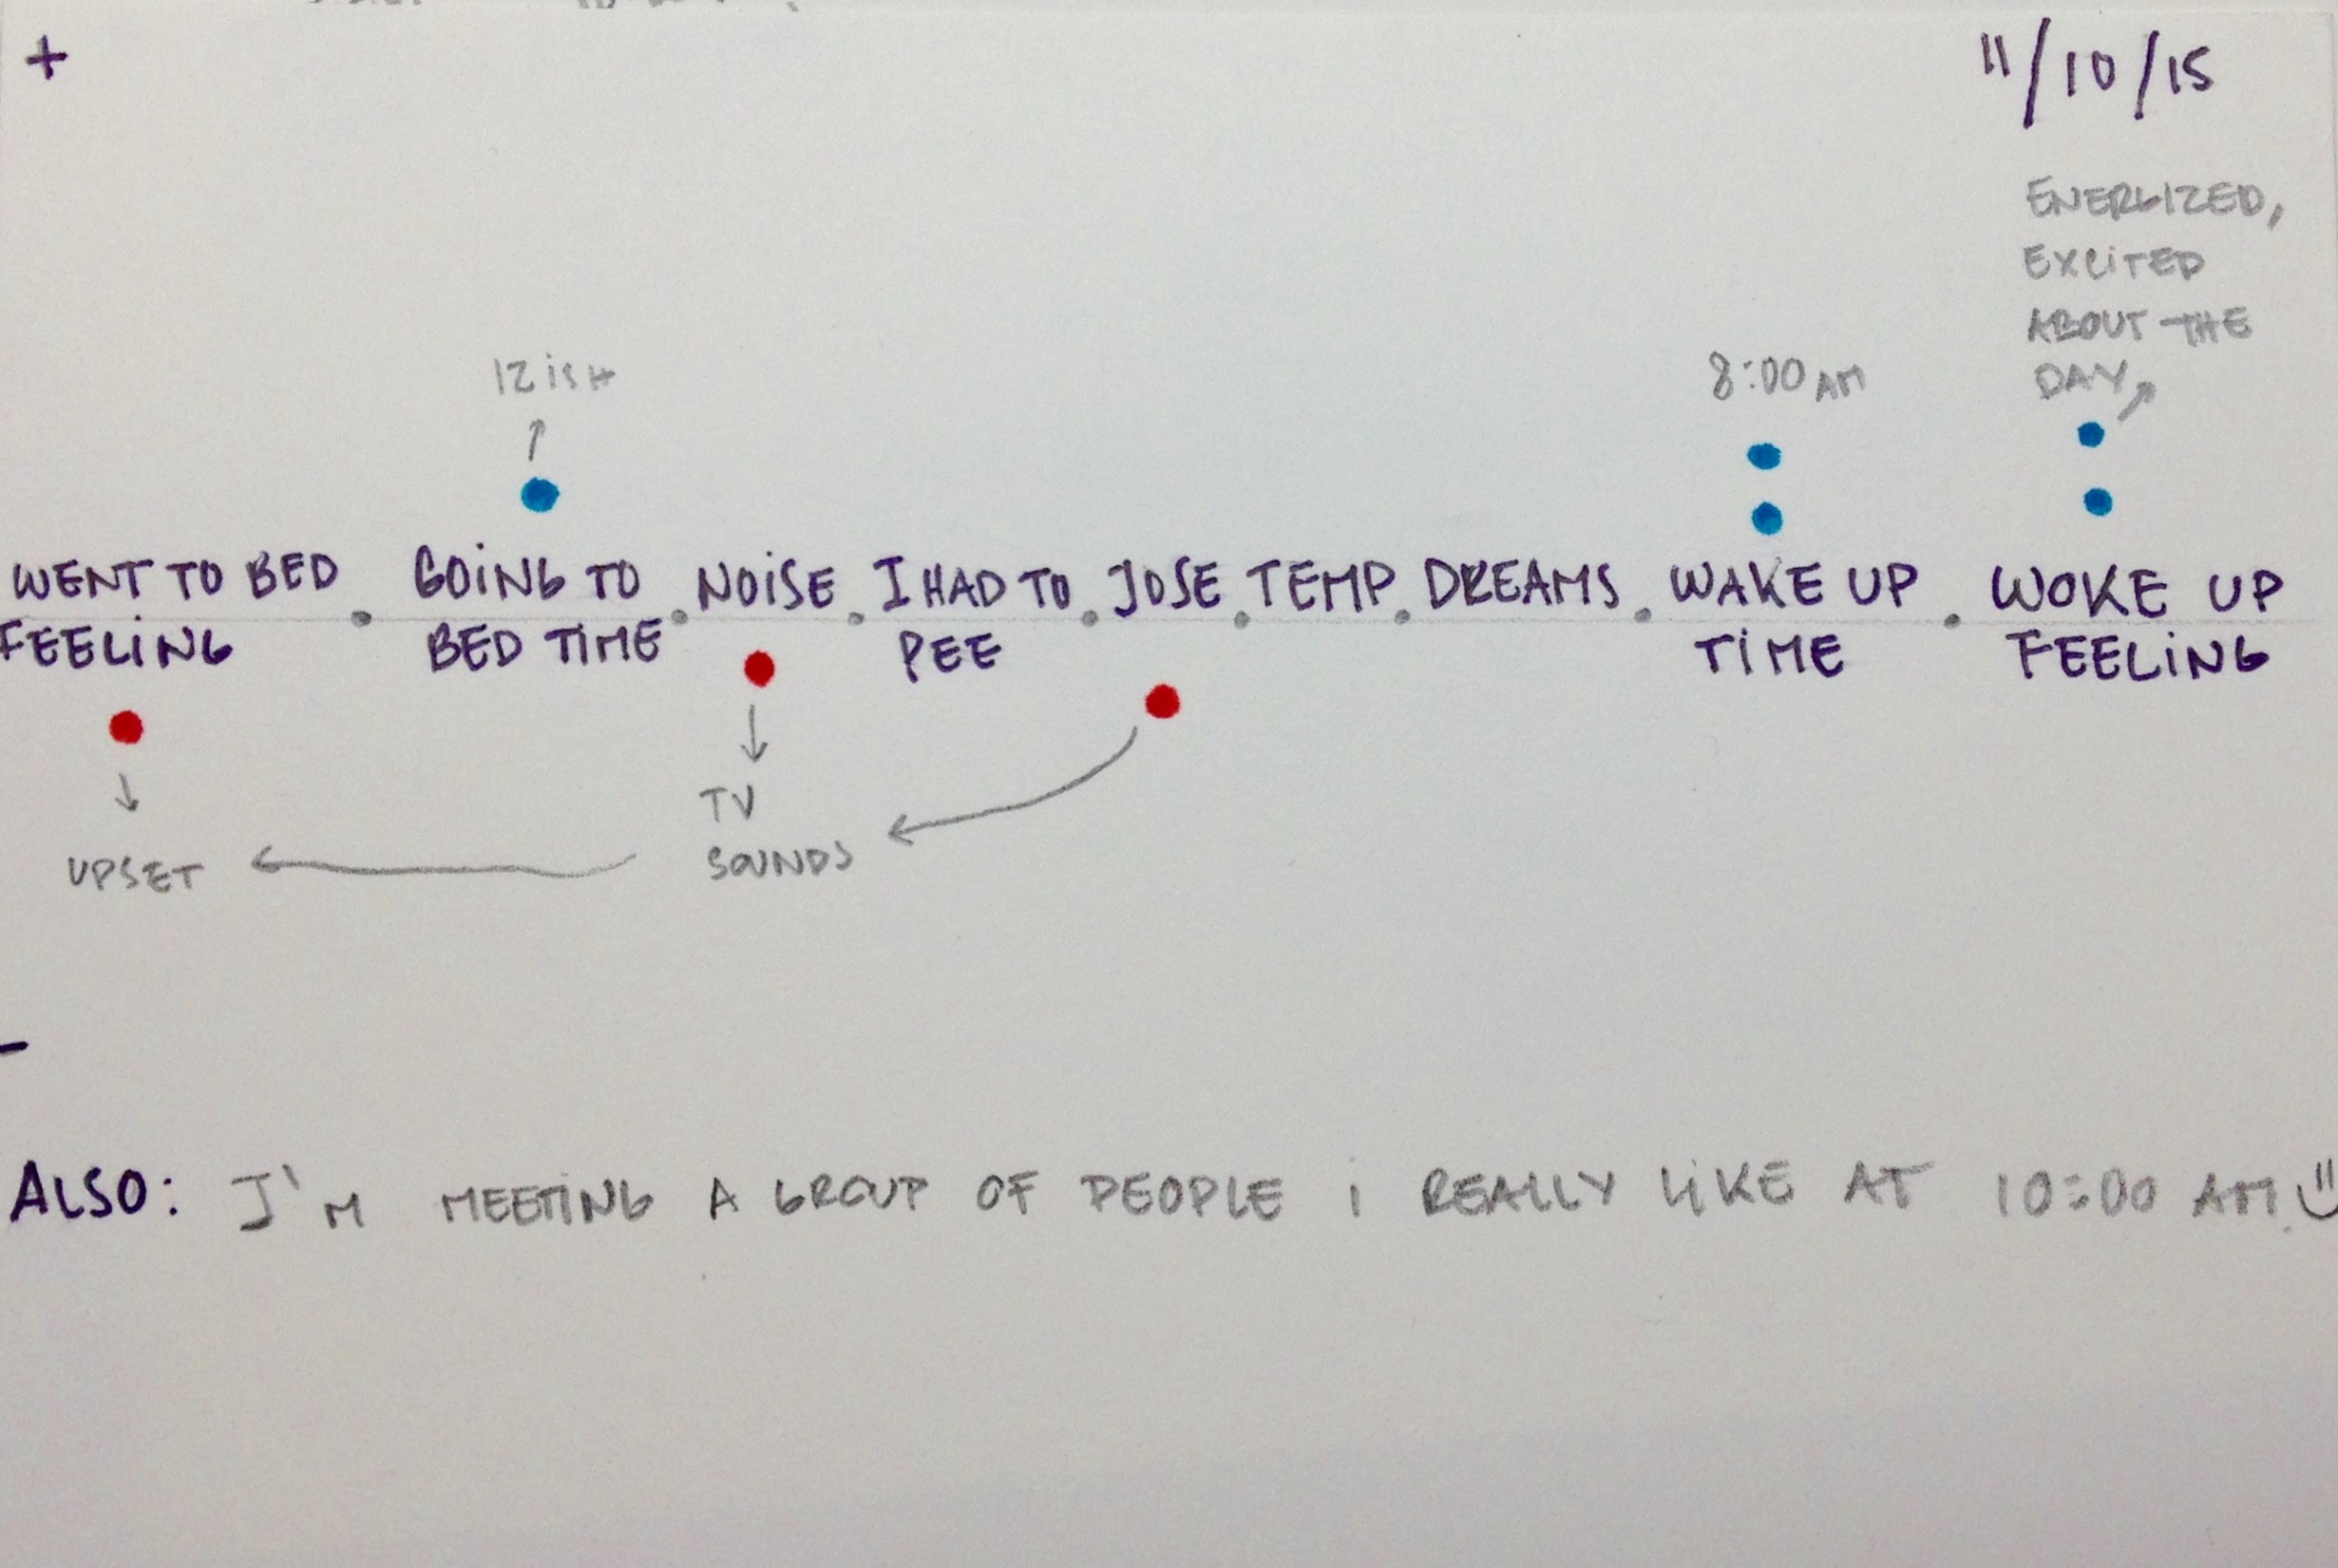 +
11/10/15
ENERGIZED,
EXCITED
ABOUT THE
DAY
12 ISH
8:00 AM
WENT TO BED . GOING TO . NOISE . I HAD TO . JOSE . TEMP . DREAMS . WAKE UP . WOKE UP
FEELING BED TIME PEE TIME FEELING
TV
SOUNDS
UPSET
-
ALSO: I'M MEETING A GROUP OF PEOPLE I REALLY LIKE AT 10:00 AM.